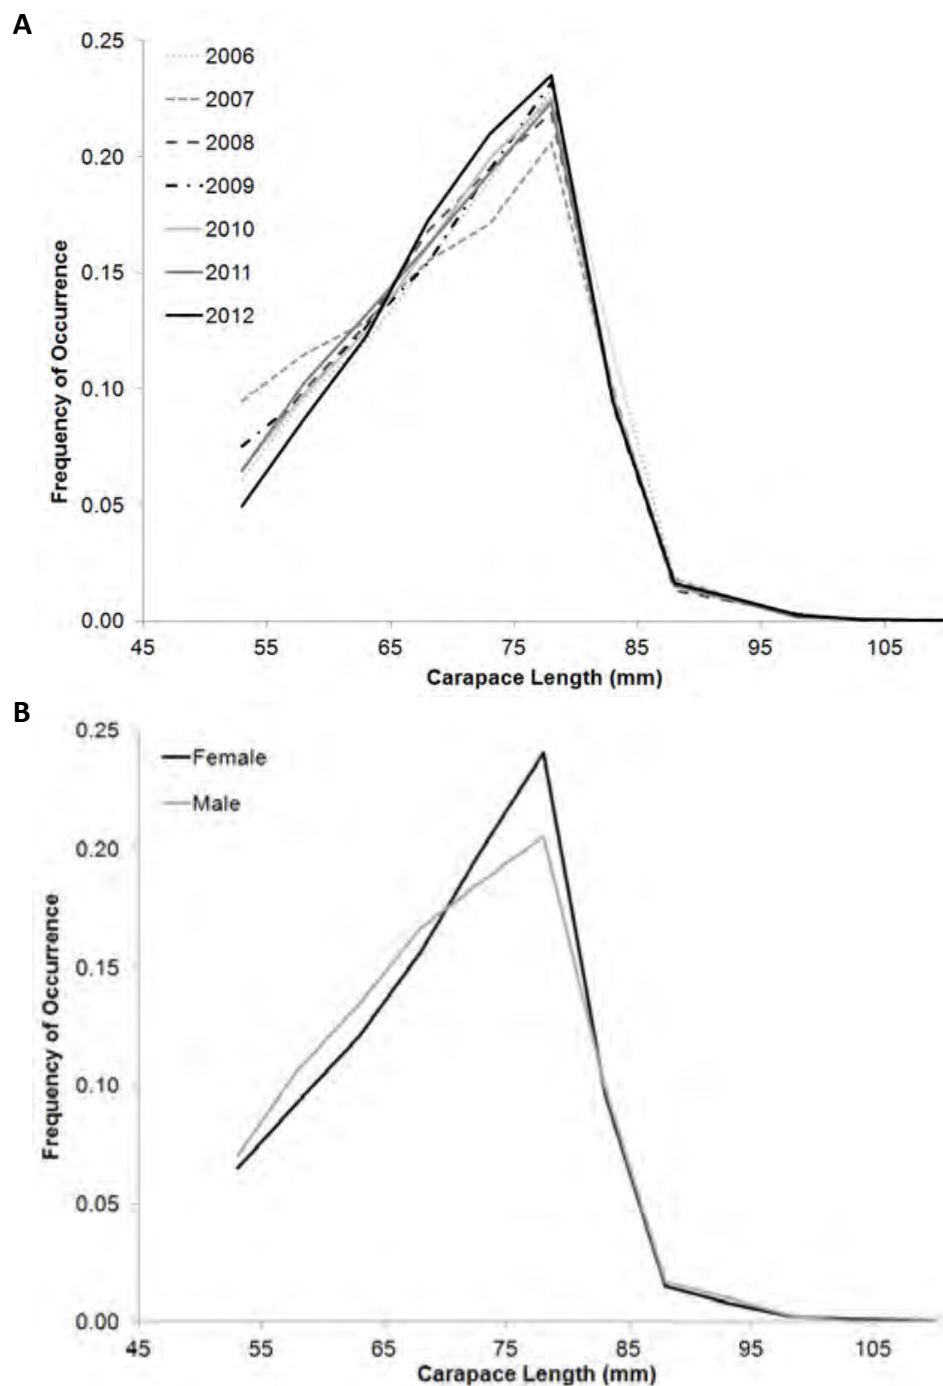 A
0.25
2006
2007
2008
0.20
2009
2010
0.15
2011
2012
0.10
0.05
0.00
45 55 65 75 85 95 105
Frequency of Occurrence
Carapace Length (mm)
B
0.25
Female
Male
0.20
0.15
0.10
0.05
0.00
45 55 65 75 85 95 105
Frequency of Occurrence
Carapace Length (mm)